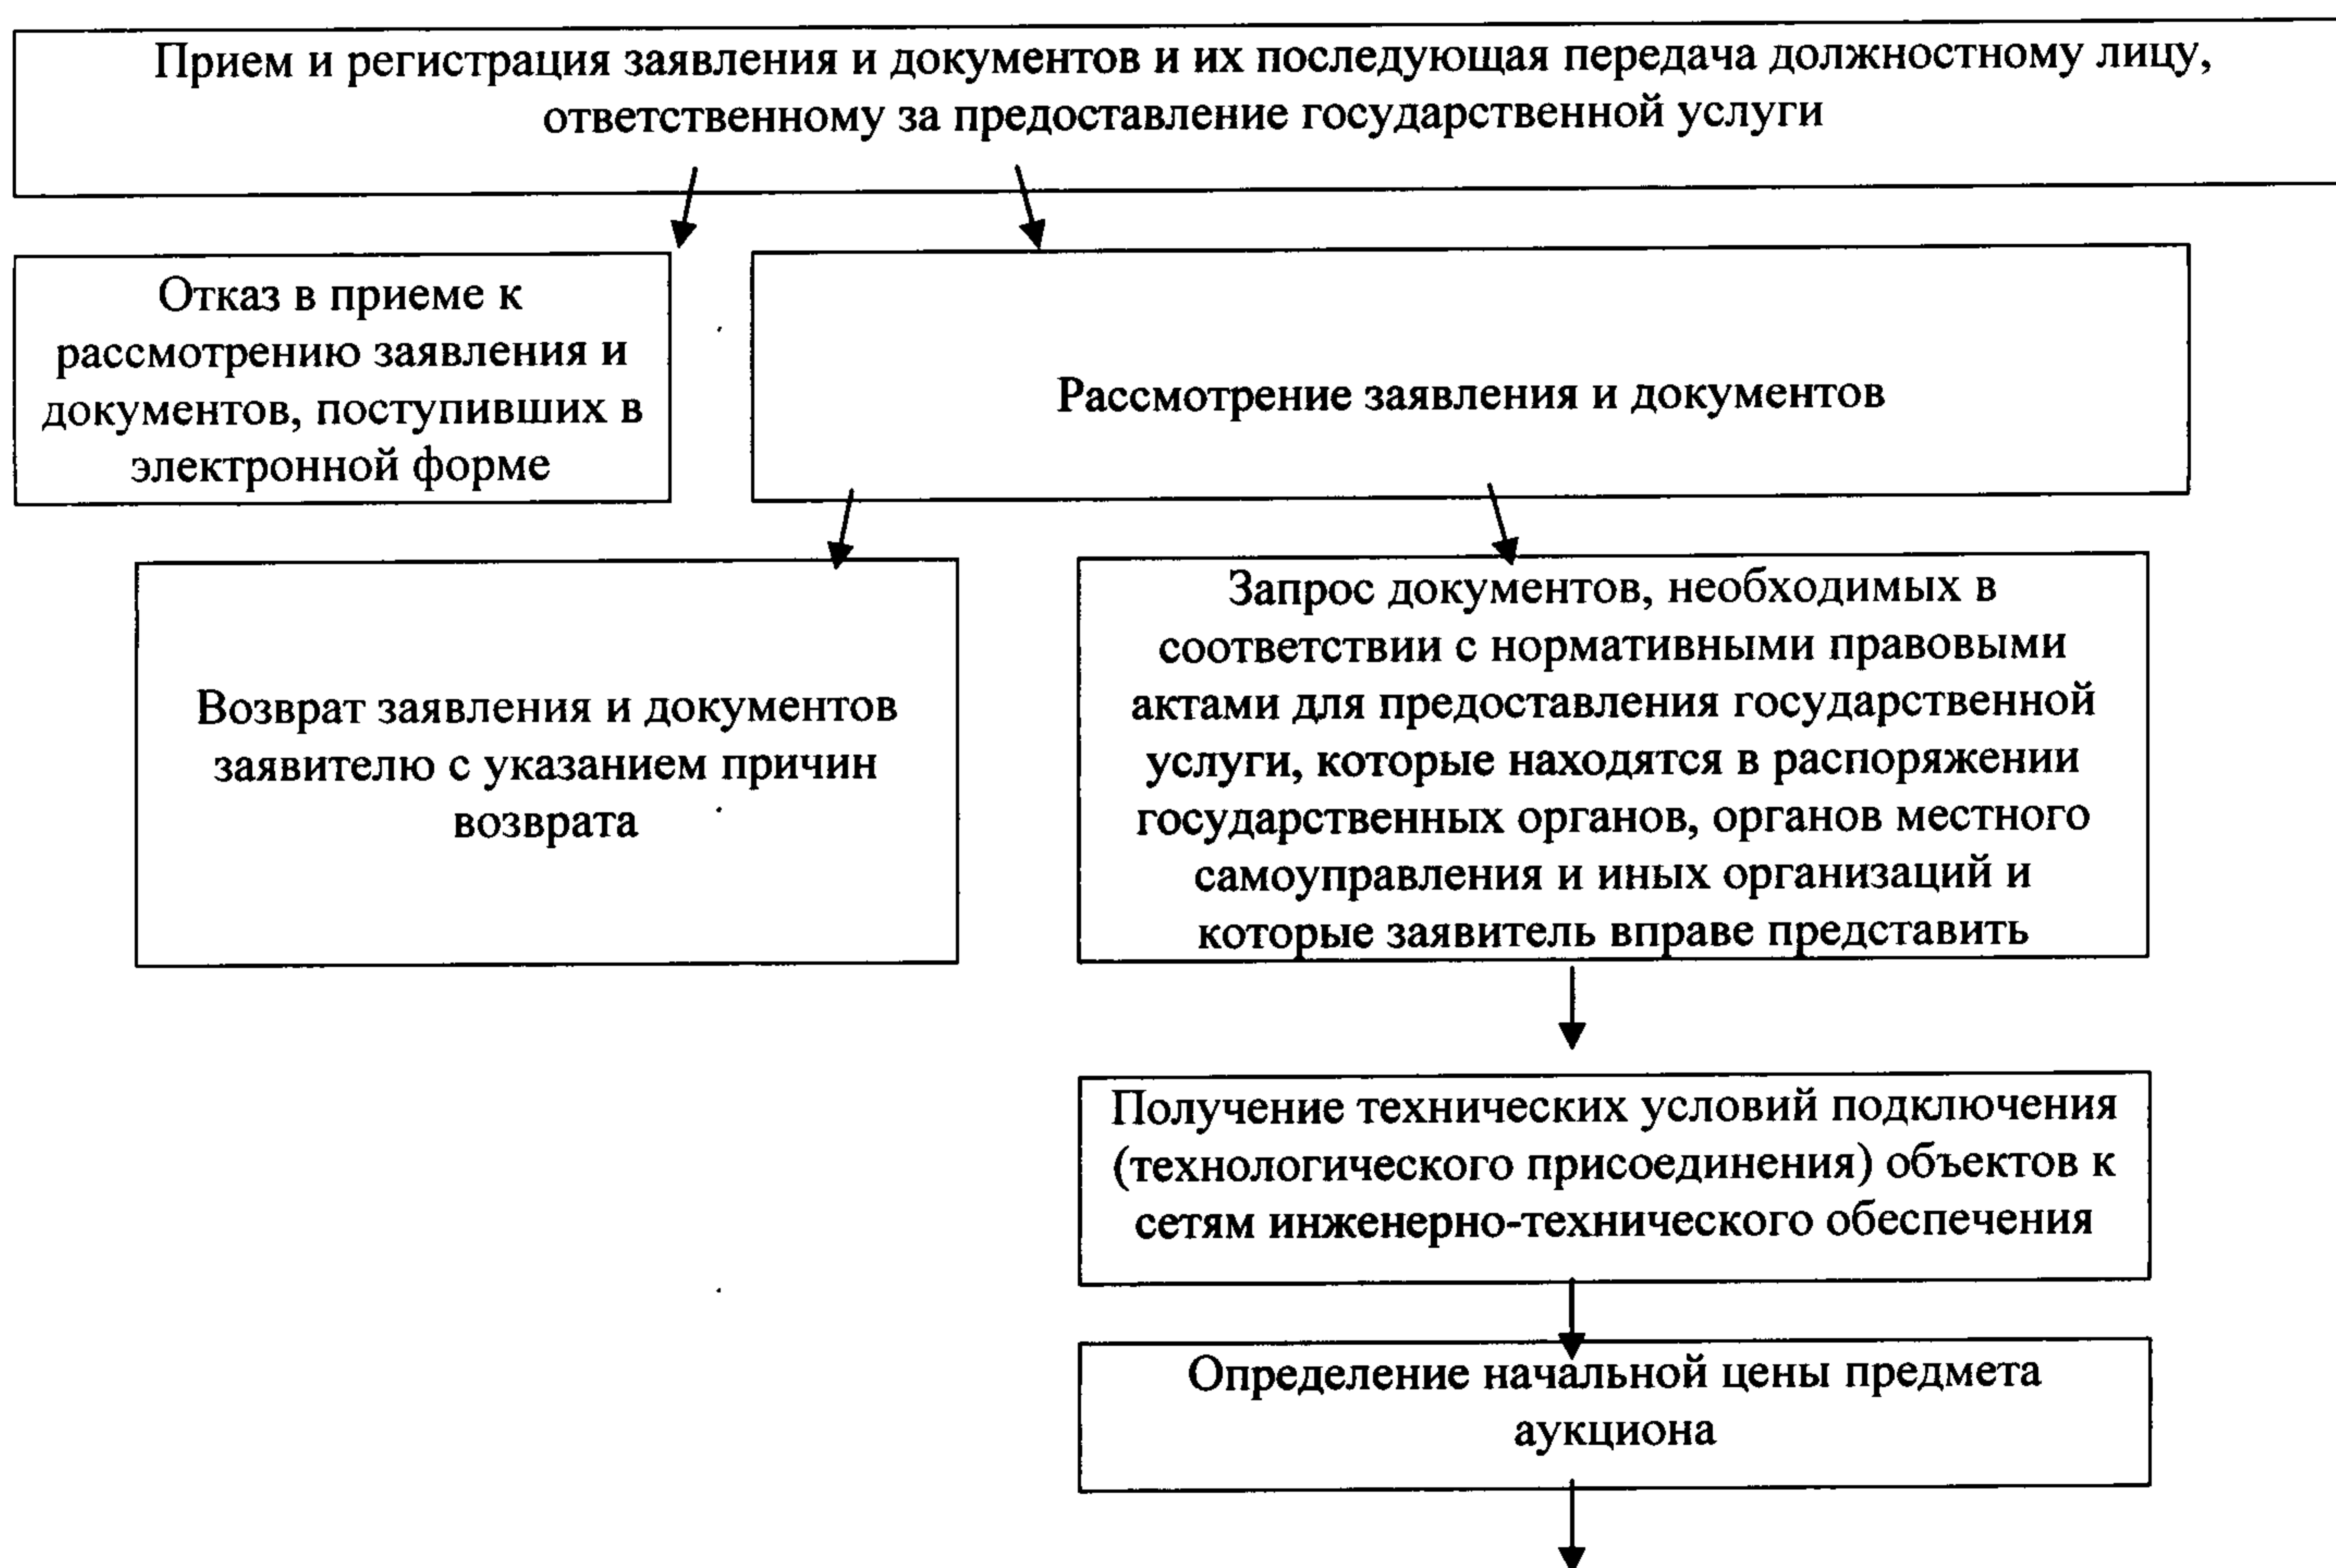 Прием и регистрация заявления и документов и их последующая передача должностному лицу,
ответственному за предоставление государственной услуги
Отказ в приеме к
рассмотрению заявления и
документов, поступивших в
электронной форме
Рассмотрение заявления и документов
Возврат заявления и документов
заявителю с указанием причин
возврата
Запрос документов, необходимых в
соответствии с нормативными правовыми
актами для предоставления государственной
услуги, которые находятся в распоряжении
государственных органов, органов местного
самоуправления и иных организаций и
которые заявитель вправе представить
Получение технических условий подключения
(технологического присоединения) объектов к
сетям инженерно-технического обеспечения
Определение начальной цены предмета
аукциона